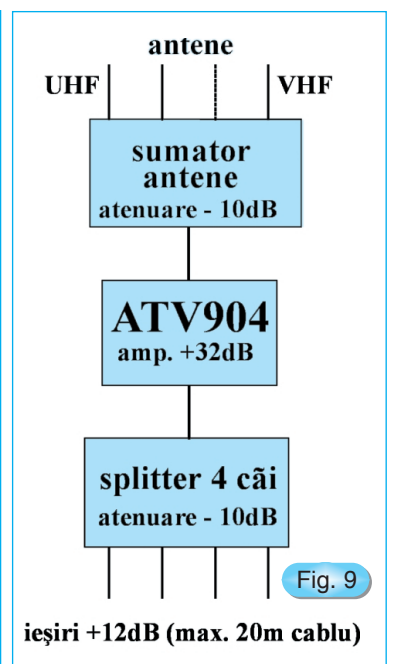 antene
UHF VHF
sumator
antene
atenuare - 10dB
ATV904
amp. +32dB
splitter 4 cãi
atenuare - 10dB
Fig. 9
ieşiri +12dB (max. 20m cablu)